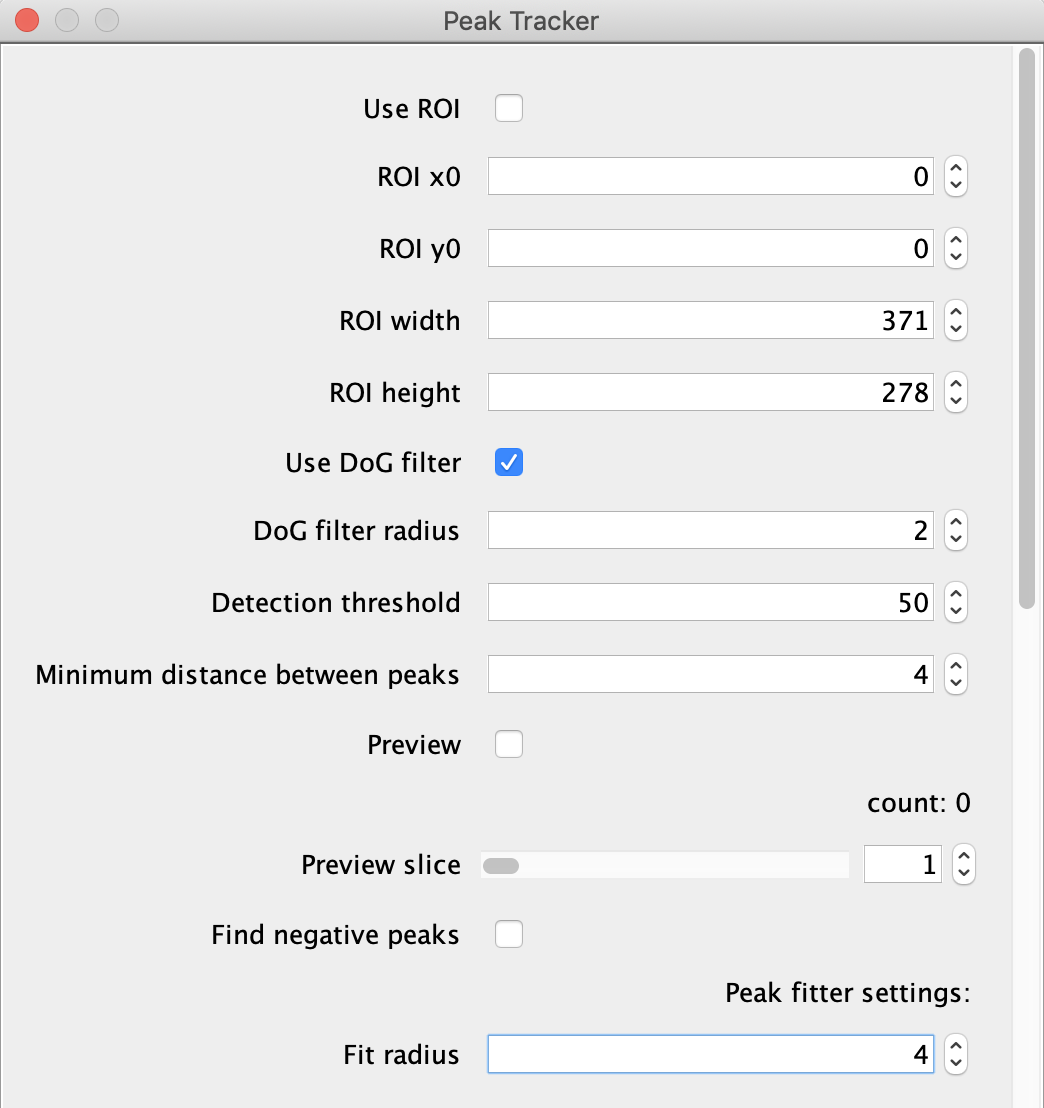 Peak Tracker
Use ROI
ROI x0 0
ROI y0 0
ROI width 371
ROI height 278
Use DoG filter
DoG filter radius 2
Detection threshold 50
Minimum distance between peaks 4
Preview
count: 0
Preview slice 1
Find negative peaks
Peak fitter settings:
Fit radius 4